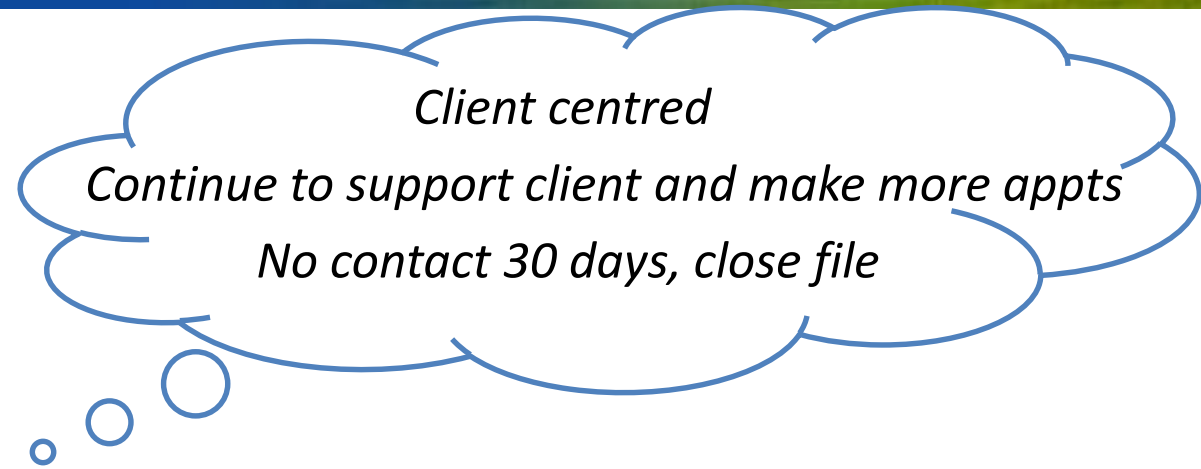 Client centred
Continue to support client and make more appts
No contact 30 days, close file